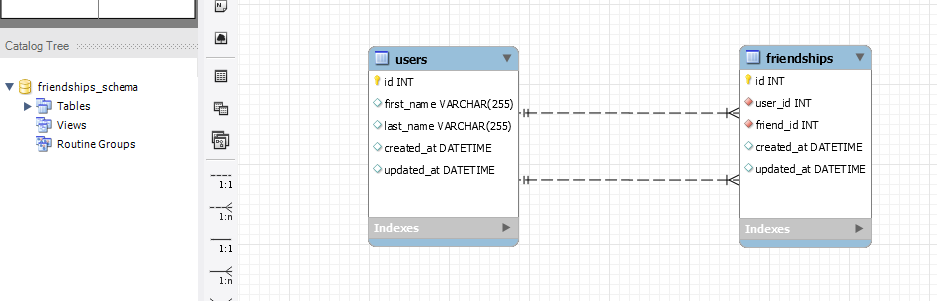 Catalog Tree
friendships_schema
Tables
Views
Routine Groups
1:1
1:n
1:1
1:n
users
id INT
first_name VARCHAR(255)
last_name VARCHAR(255)
created_at DATETIME
updated_at DATETIME
Indexes
friendships
id INT
user_id INT
friend_id INT
created_at DATETIME
updated_at DATETIME
Indexes